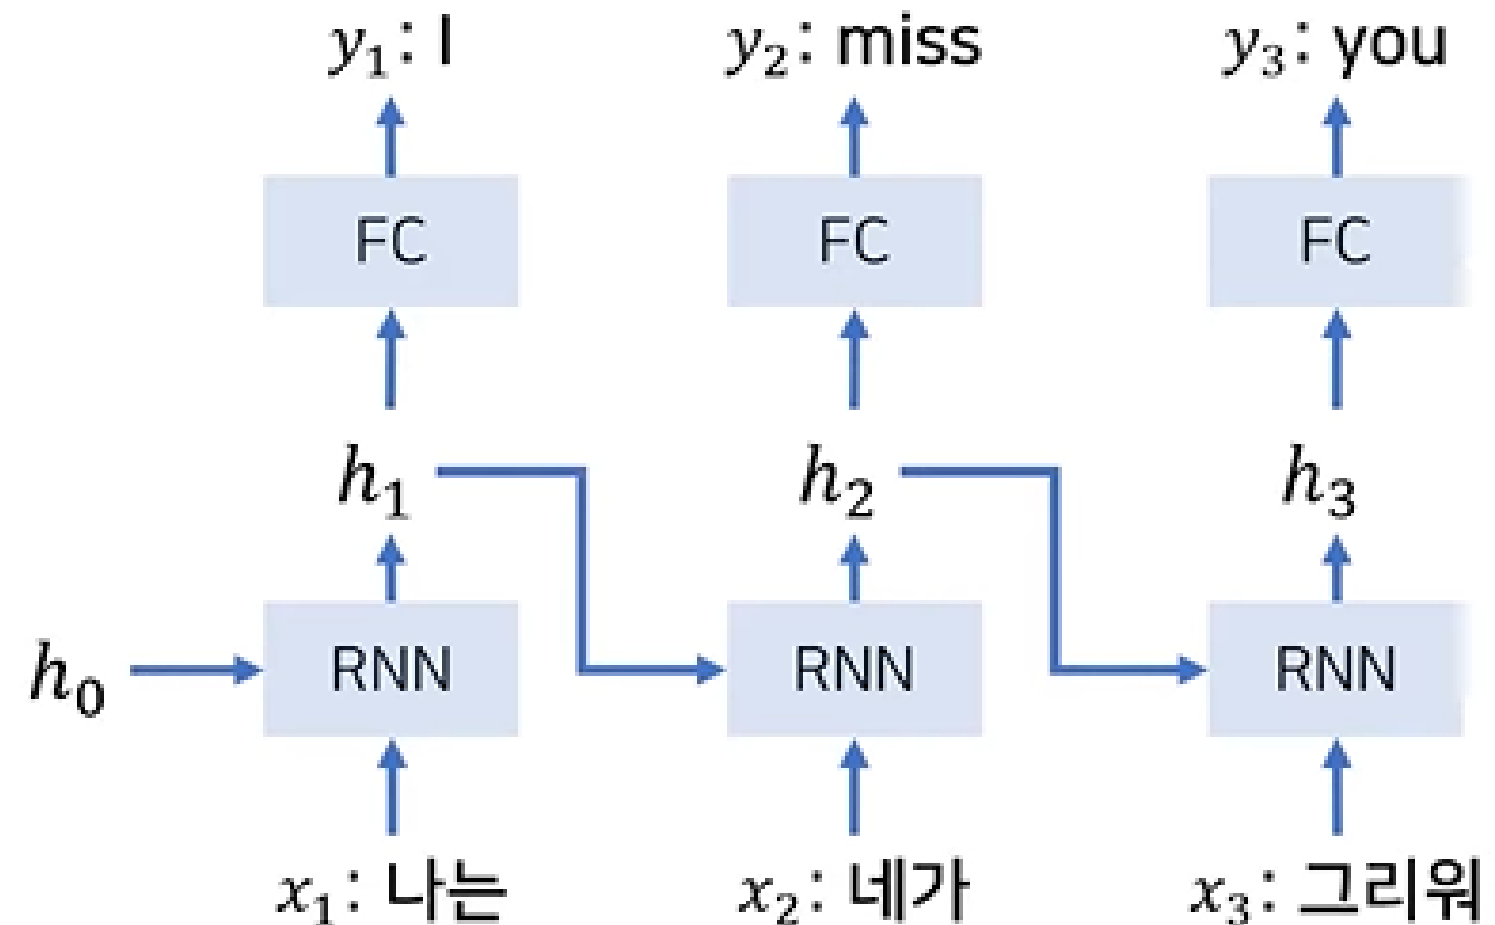 y₁: I y₂: miss y₃: you
FC FC FC
h₁ h₂ h₃
h₀ RNN RNN RNN
x₁: 나는 x₂: 네가 x₃: 그리워